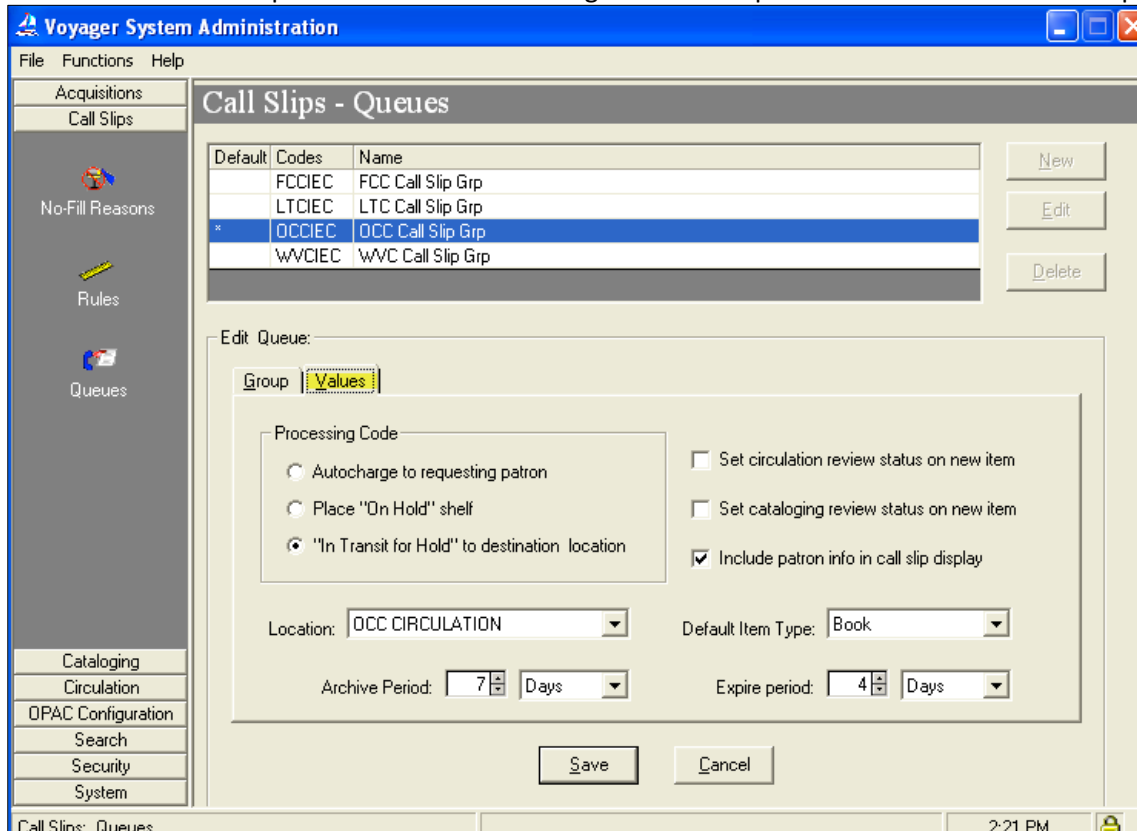 Voyager System Administration
File Functions Help
Acquisitions
Call Slips
No-Fill Reasons
Rules
Queues
Cataloging
Circulation
OPAC Configuration
Search
Security
System
Call Slips - Queues
Default Codes Name
FCCIEC FCC Call Slip Grp
LTCIEC LTC Call Slip Grp
* OCCIEC OCC Call Slip Grp
WVCIEC WVC Call Slip Grp
New
Edit
Delete
Edit Queue:
Group Values
Processing Code
Autocharge to requesting patron
Place "On Hold" shelf
"In Transit for Hold" to destination location
Set circulation review status on new item
Set cataloging review status on new item
Include patron info in call slip display
Location: OCC CIRCULATION Default Item Type: Book
Archive Period: 7 Days Expire period: 4 Days
Save Cancel
Call Slips: Queues 2:21 PM